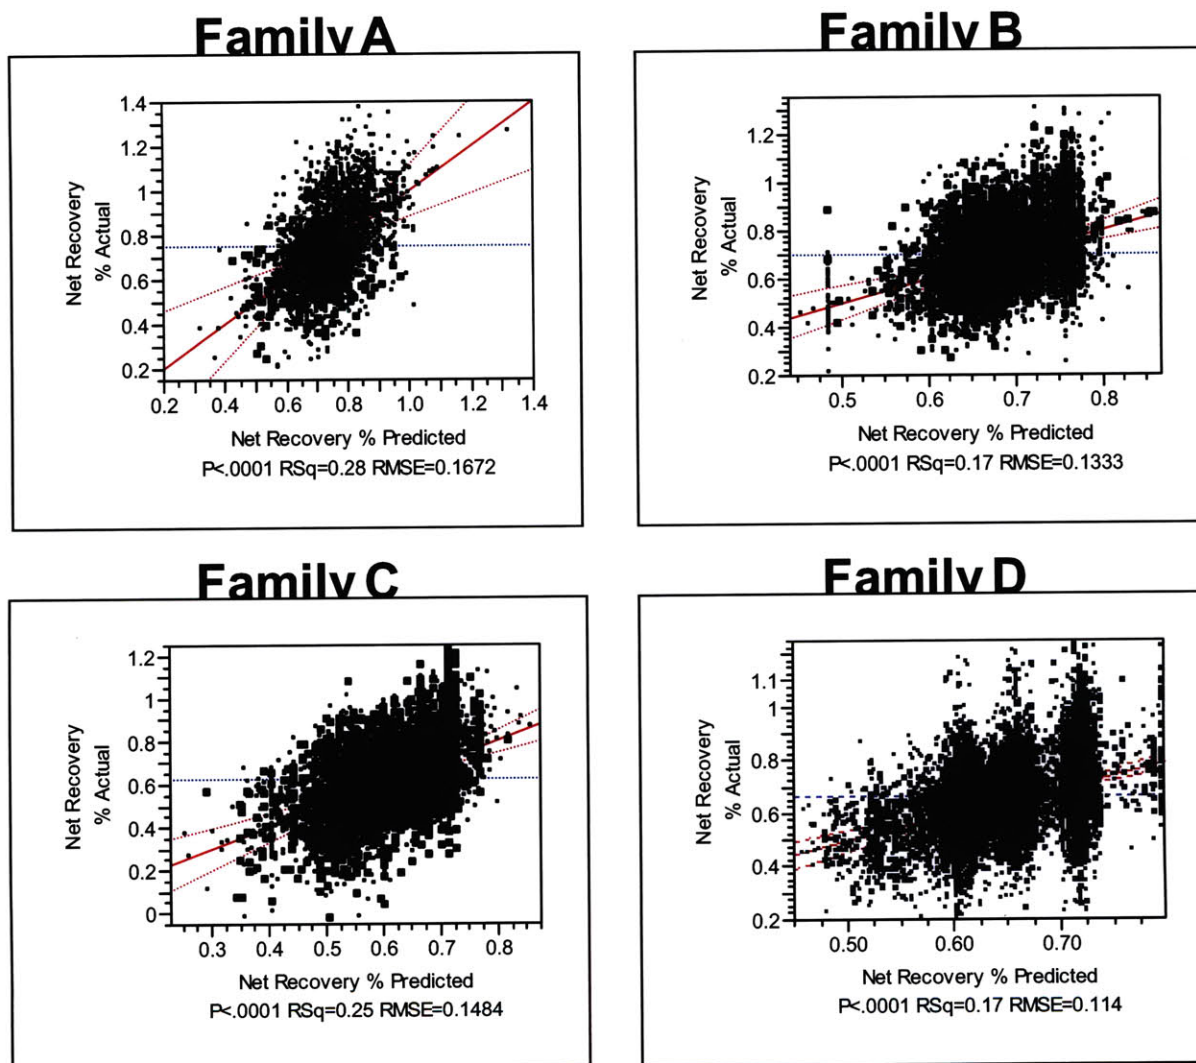 Family A
1.4
1.2
1
0.8
0.6
0.4
0.2
Net Recovery
% Actual
0.2 0.4 0.6 0.8 1.0 1.2 1.4
Net Recovery % Predicted
P<.0001 RSq=0.28 RMSE=0.1672
Family B
1.2
1
0.8
0.6
0.4
0.2
Net Recovery
% Actual
0.5 0.6 0.7 0.8
Net Recovery % Predicted
P<.0001 RSq=0.17 RMSE=0.1333
Family C
1.2
1
0.8
0.6
0.4
0.2
0
Net Recovery
% Actual
0.3 0.4 0.5 0.6 0.7 0.8
Net Recovery % Predicted
P<.0001 RSq=0.25 RMSE=0.1484
Family D
1.1
0.8
0.6
0.4
0.2
Net Recovery
% Actual
0.50 0.60 0.70
Net Recovery % Predicted
P<.0001 RSq=0.17 RMSE=0.114